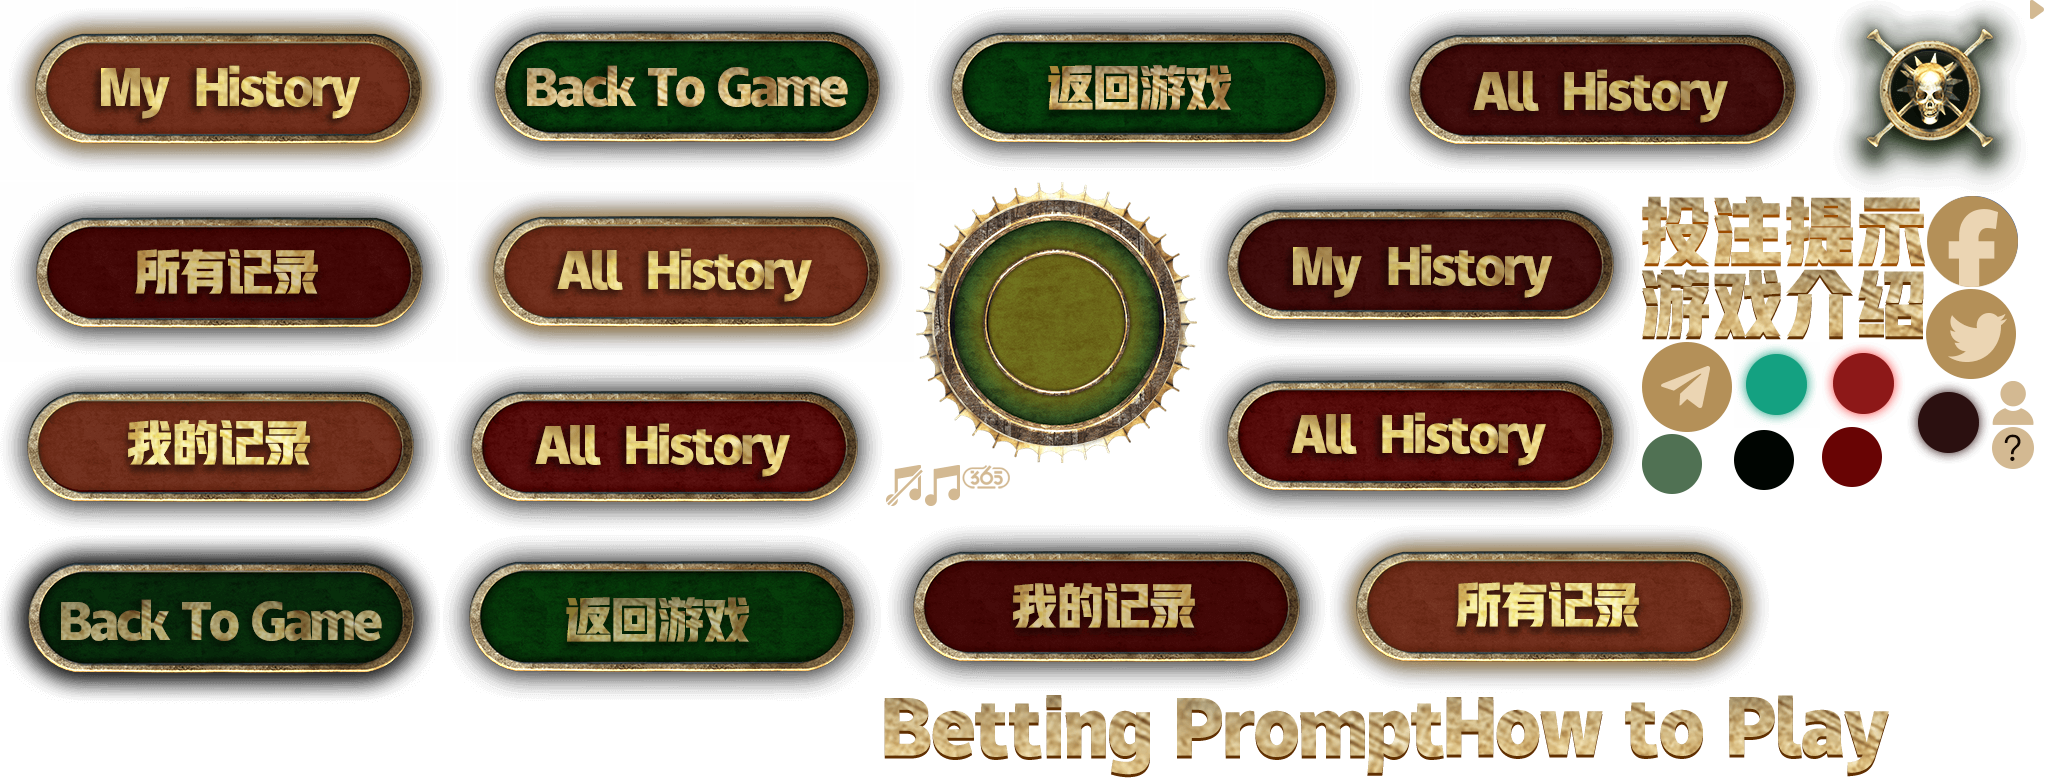 My History
Back To Game
返回游戏
All History
所有记录
All History
My History
投注提示
游戏介绍
我的记录
All History
All History
365
?
Back To Game
返回游戏
我的记录
所有记录
Betting Prompt
How to Play